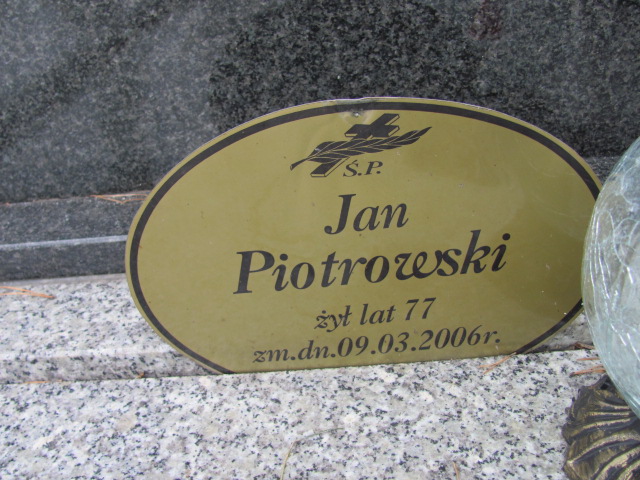 Ś.P.
Jan
Piotrowski
żył lat 77
zm.dn.09.03.2006r.